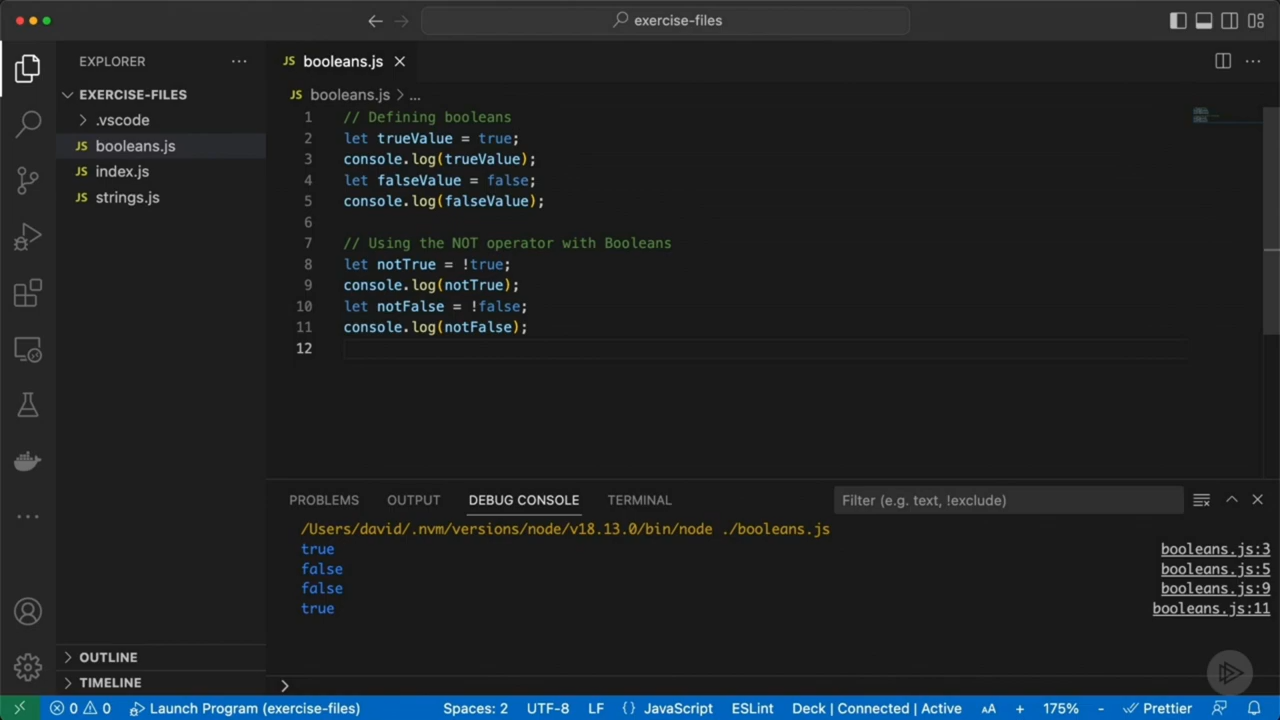 exercise-files
EXPLORER
EXERCISE-FILES
.vscode
JS booleans.js
JS index.js
JS strings.js
OUTLINE
TIMELINE
JS booleans.js
JS booleans.js > ...
1 // Defining booleans
2 let trueValue = true;
3 console.log(trueValue);
4 let falseValue = false;
5 console.log(falseValue);
6
7 // Using the NOT operator with Booleans
8 let notTrue = !true;
9 console.log(notTrue);
10 let notFalse = !false;
11 console.log(notFalse);
12
PROBLEMS OUTPUT DEBUG CONSOLE TERMINAL Filter (e.g. text, !exclude)
/Users/david/.nvm/versions/node/v18.13.0/bin/node ./booleans.js
true booleans.js:3
false booleans.js:5
false booleans.js:9
true booleans.js:11
0 0 Launch Program (exercise-files) Spaces: 2 UTF-8 LF {} JavaScript ESLint Deck | Connected | Active AA + 175% - Prettier